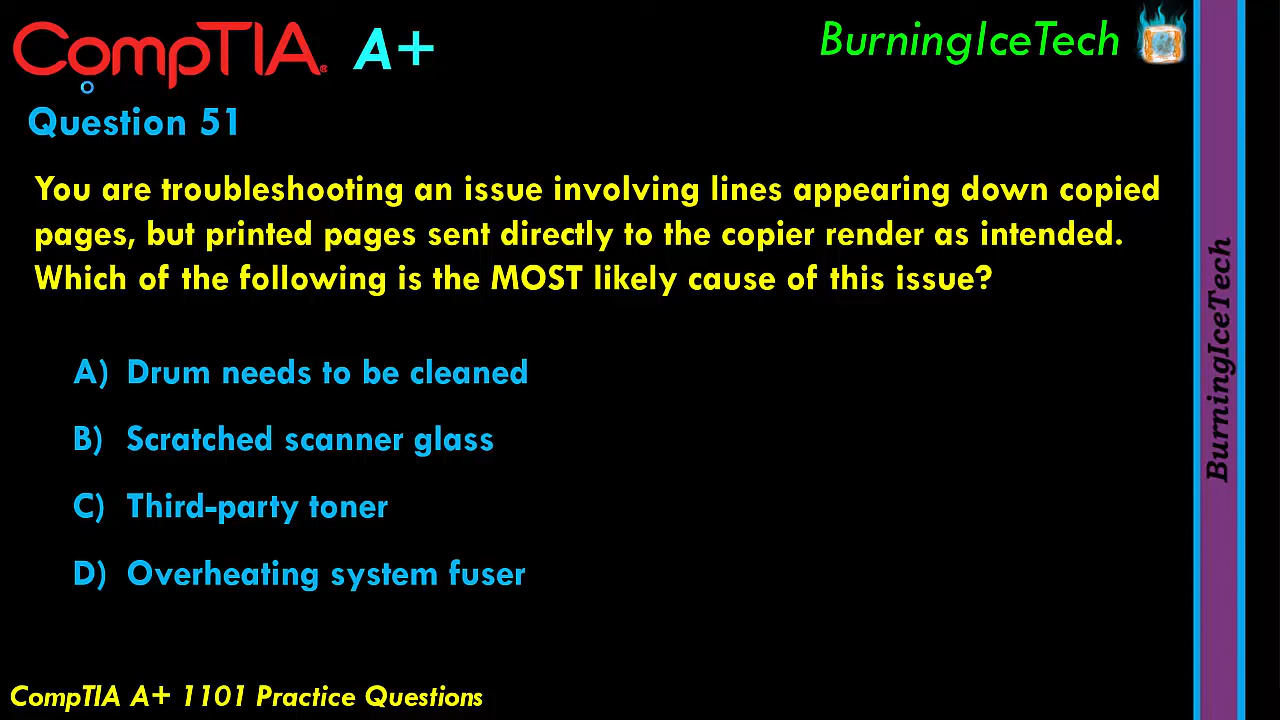 CompTIA® A+
BurningIceTech
Question 51
You are troubleshooting an issue involving lines appearing down copied
pages, but printed pages sent directly to the copier render as intended.
Which of the following is the MOST likely cause of this issue?
A) Drum needs to be cleaned
B) Scratched scanner glass
C) Third-party toner
D) Overheating system fuser
CompTIA A+ 1101 Practice Questions
BurningIceTech